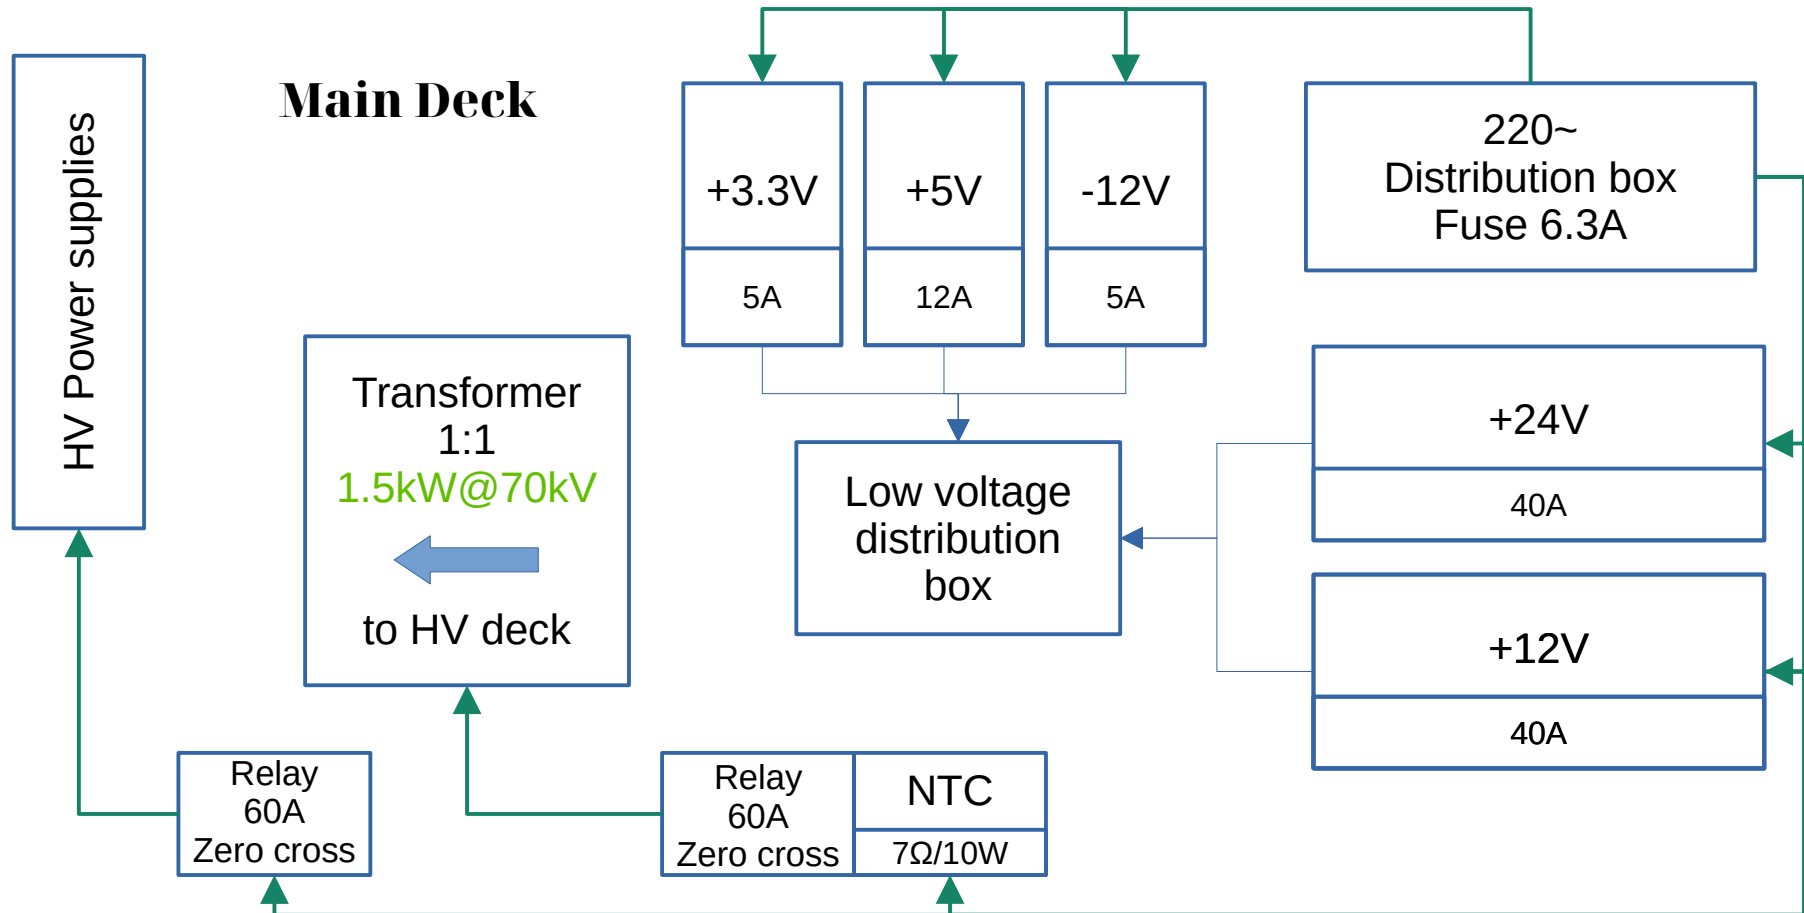 Main Deck
HV Power supplies
+3.3V
5A
+5V
12A
-12V
5A
220~
Distribution box
Fuse 6.3A
Transformer
1:1
1.5kW@70kV
to HV deck
Low voltage
distribution
box
+24V
40A
+12V
40A
Relay
60A
Zero cross
Relay
60A
Zero cross
NTC
7Ω/10W